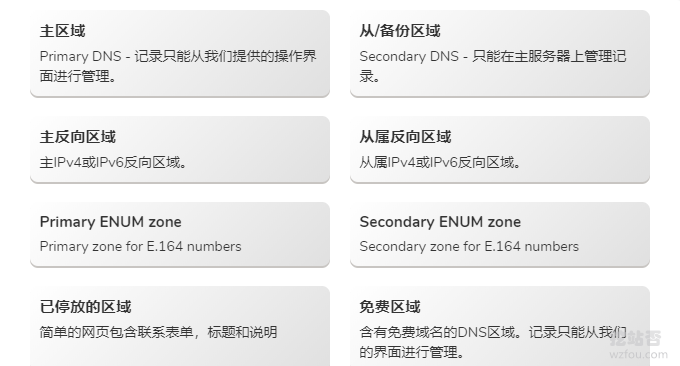 主区域
Primary DNS - 记录只能从我们提供的操作界
面进行管理。
从/备份区域
Secondary DNS - 只能在主服务器上管理记
录。
主反向区域
主IPv4或IPv6反向区域。
从属反向区域
从属IPv4或IPv6反向区域。
Primary ENUM zone
Primary zone for E.164 numbers
Secondary ENUM zone
Secondary zone for E.164 numbers
已停放的区域
简单的网页包含联系表单，标题和说明
免费区域
含有免费域名的DNS区域。记录只能从我们
的界面进行管理。
挖站否
wzfou.com